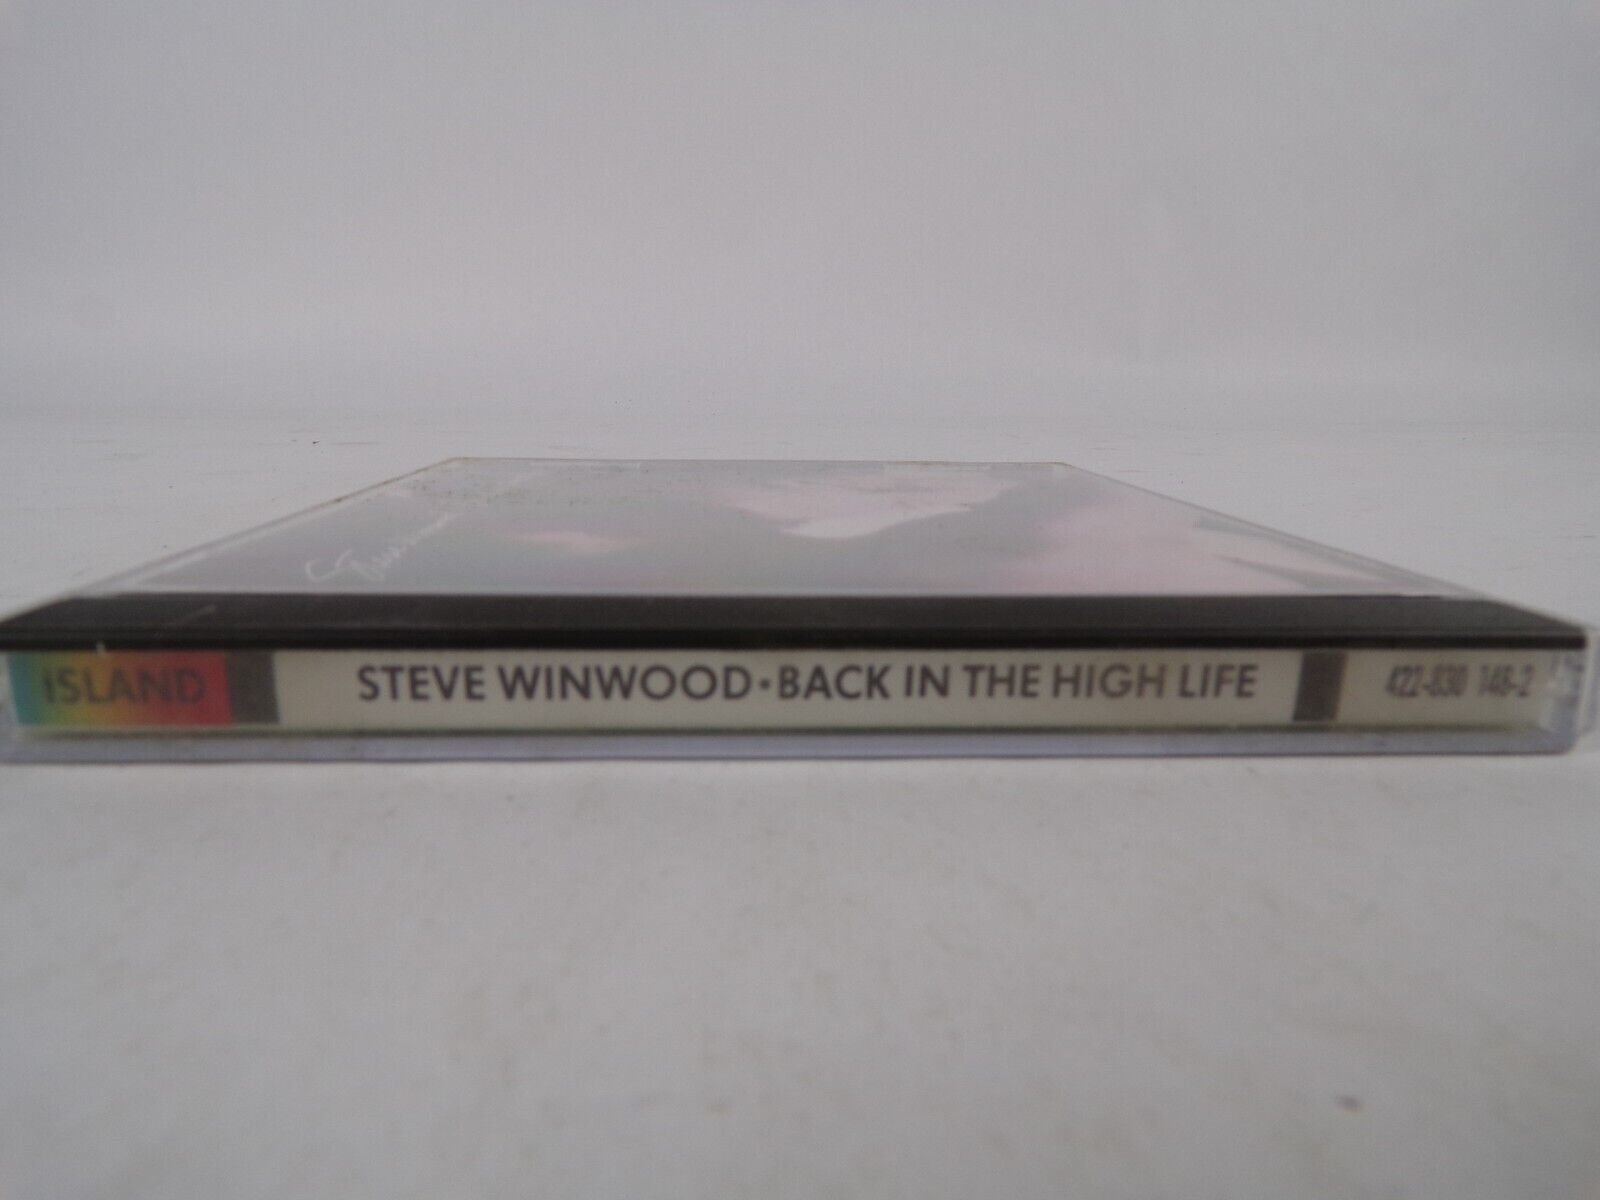 ISLAND STEVE WINWOOD·BACK IN THE HIGH LIFE 422-830 148-2